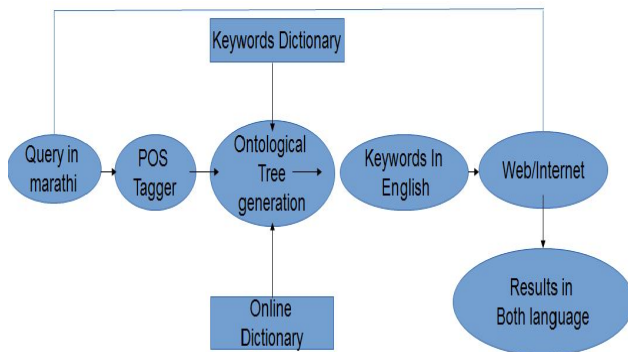 Keywords Dictionary
Query in
marathi
POS
Tagger
Ontological
Tree
generation
Keywords In
English
Web/Internet
Online
Dictionary
Results in
Both language